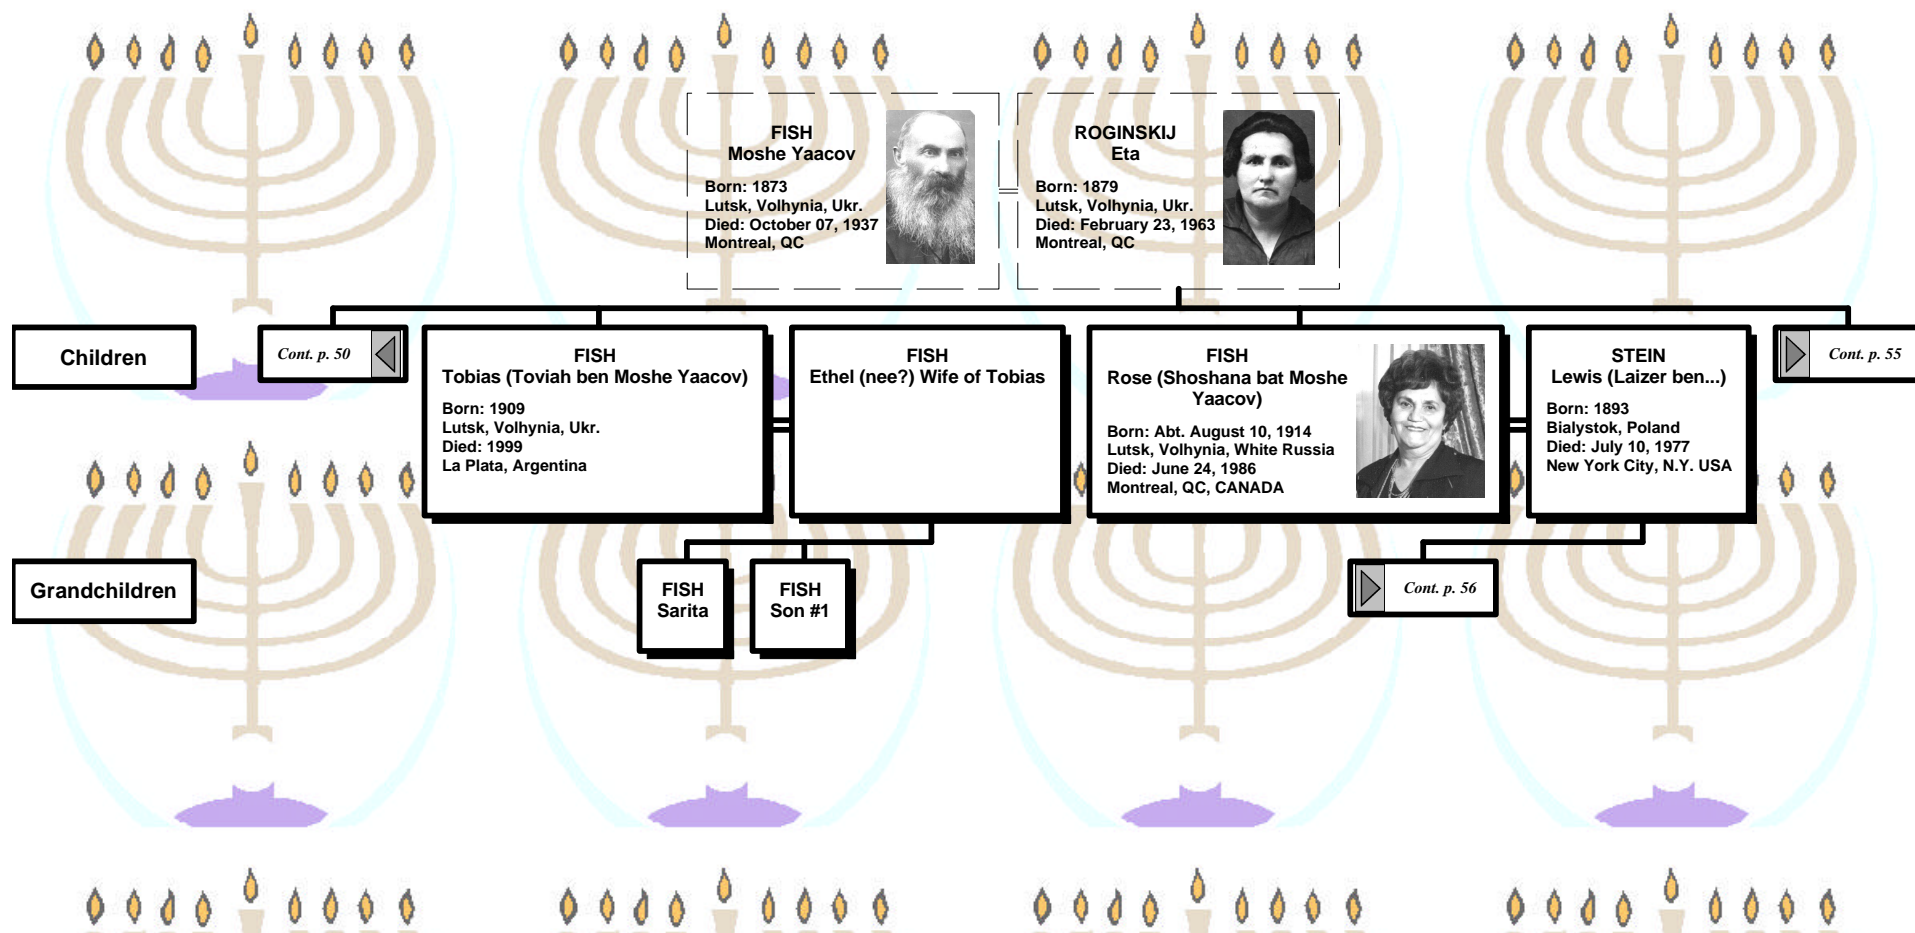 FISH
Moshe Yaacov
Born: 1873
Lutsk, Volhynia, Ukr.
Died: October 07, 1937
Montreal, QC
ROGINSKIJ
Eta
Born: 1879
Lutsk, Volhynia, Ukr.
Died: February 23, 1963
Montreal, QC
Children
Cont. p. 50
FISH
Tobias (Toviah ben Moshe Yaacov)
Born: 1909
Lutsk, Volhynia, Ukr.
Died: 1999
La Plata, Argentina
FISH
Ethel (nee?) Wife of Tobias
FISH
Rose (Shoshana bat Moshe
Yaacov)
Born: Abt. August 10, 1914
Lutsk, Volhynia, White Russia
Died: June 24, 1986
Montreal, QC, CANADA
STEIN
Lewis (Laizer ben...)
Born: 1893
Bialystok, Poland
Died: July 10, 1977
New York City, N.Y. USA
Cont. p. 55
Grandchildren
FISH
Sarita
FISH
Son #1
Cont. p. 56